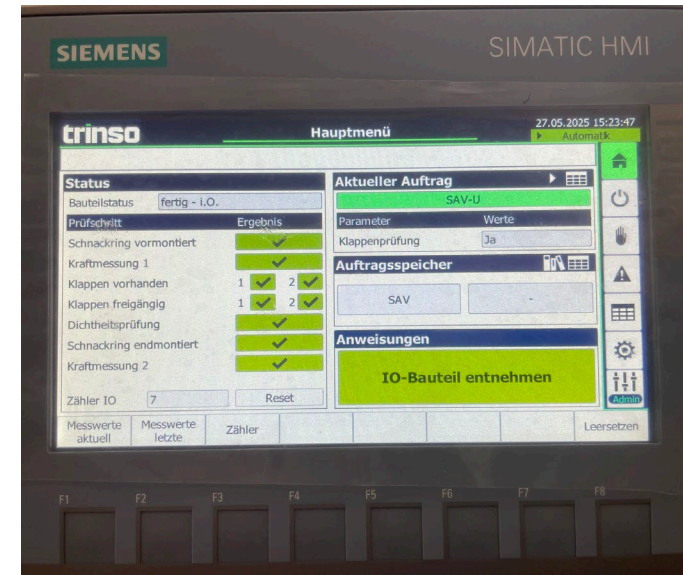 SIEMENS
SIMATIC HMI
trinso
Hauptmenü
27.05.2025 15:23:47
Automatik
Status
Bauteilstatus fertig - i.O.
Prüfschritt Ergebnis
Schnackring vormontiert
Kraftmessung 1
Klappen vorhanden 1 2
Klappen freigängig 1 2
Dichtheitsprüfung
Schnackring endmontiert
Kraftmessung 2
Zähler IO 7 Reset
Aktueller Auftrag
SAV-U
Parameter Werte
Klappenprüfung Ja
Auftragsspeicher
SAV -
Anweisungen
IO-Bauteil entnehmen
Admin
Messwerte aktuell
Messwerte letzte
Zähler
Leersetzen
F1 F2 F3 F4 F5 F6 F7 F8